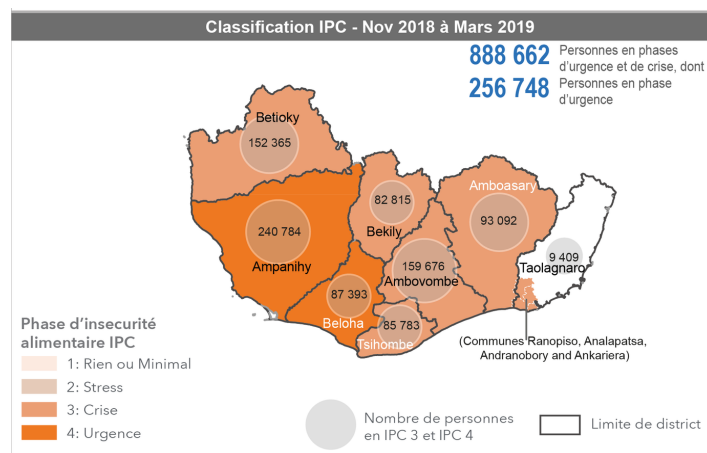 Classification IPC - Nov 2018 à Mars 2019
888 662 Personnes en phases
d'urgence et de crise, dont
256 748 Personnes en phase
d'urgence
Betioky
152 365
Amboasary
82 815
93 092
Bekily
240 784
9 409
Ampanihy
159 676
Taolagnaro
Ambovombe
87 393
Beloha
85 783
Tsihombe
(Communes Ranopiso, Analapatsa,
Andranobory and Ankariera)
Phase d'insecurité
alimentaire IPC
1: Rien ou Minimal
2: Stress
3: Crise
4: Urgence
Nombre de personnes
en IPC 3 et IPC 4
Limite de district